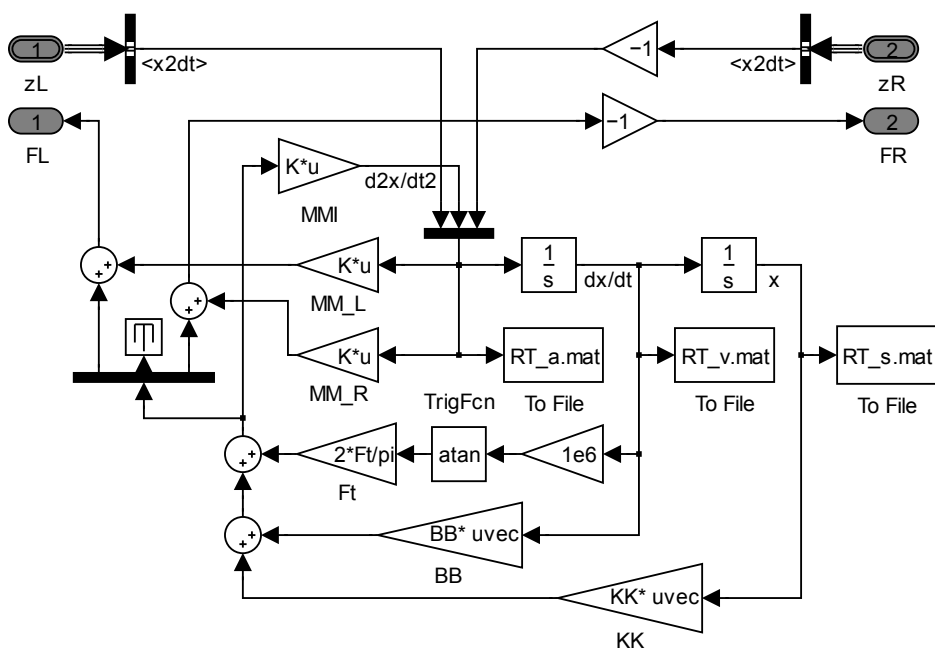 1
<x2dt>
−1
<x2dt>
2
zL
zR
1
−1
2
FL
FR
K*u
d2x/dt2
MMI
+
+
K*u
MM_L
1
s
dx/dt
1
s
x
+
+
K*u
MM_R
RT_a.mat
To File
RT_v.mat
To File
RT_s.mat
To File
TrigFcn
+
+
2*Ft/pi
Ft
atan
1e6
+
+
BB* uvec
BB
KK* uvec
KK